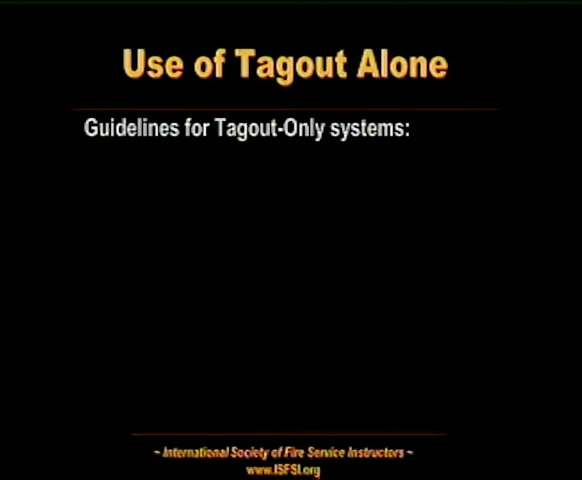 Use of Tagout Alone
Guidelines for Tagout-Only systems:
~ International Society of Fire Service Instructors ~
www.ISFSI.org